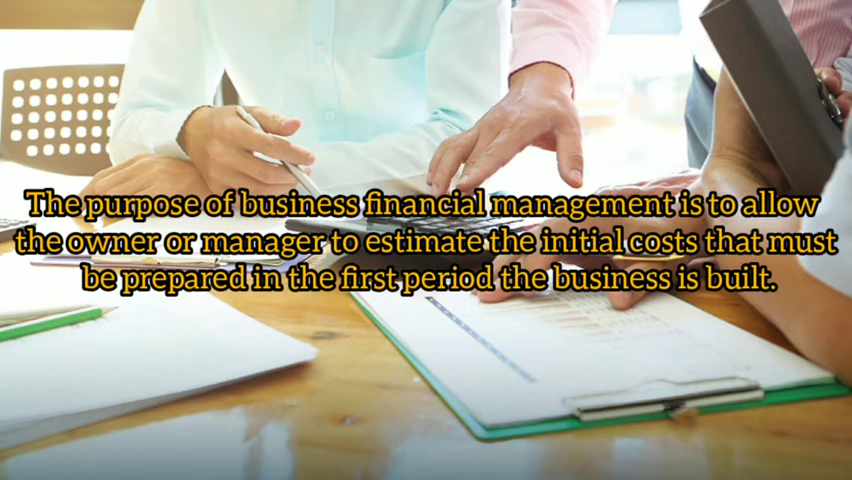 The purpose of business financial management is to allow
the owner or manager to estimate the initial costs that must
be prepared in the first period the business is built.